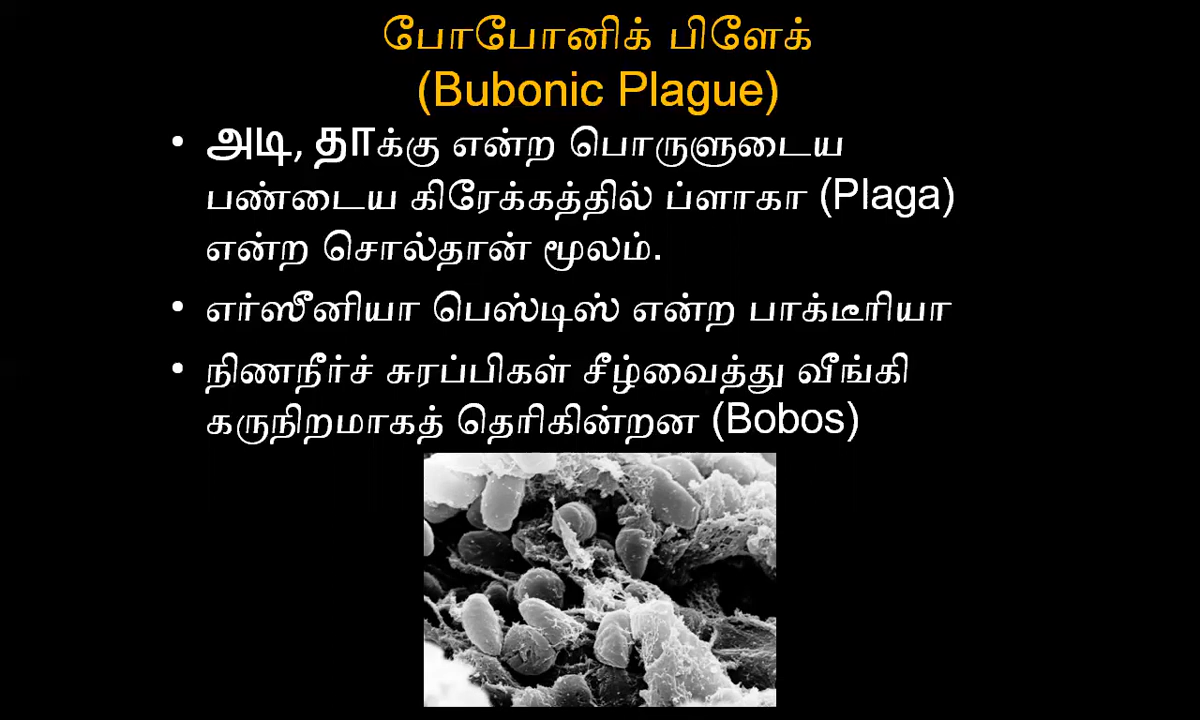 போபோனிக் பிளேக்
(Bubonic Plague)
• அடி, தாக்கு என்ற பொருளுடைய
பண்டைய கிரேக்கத்தில் ப்ளாகா (Plaga)
என்ற சொல்தான் மூலம்.
• எர்ஸீனியா பெஸ்டிஸ் என்ற பாக்டீரியா
• நிணநீர்ச் சுரப்பிகள் சீழ்வைத்து வீங்கி
கருநிறமாகத் தெரிகின்றன (Bobos)